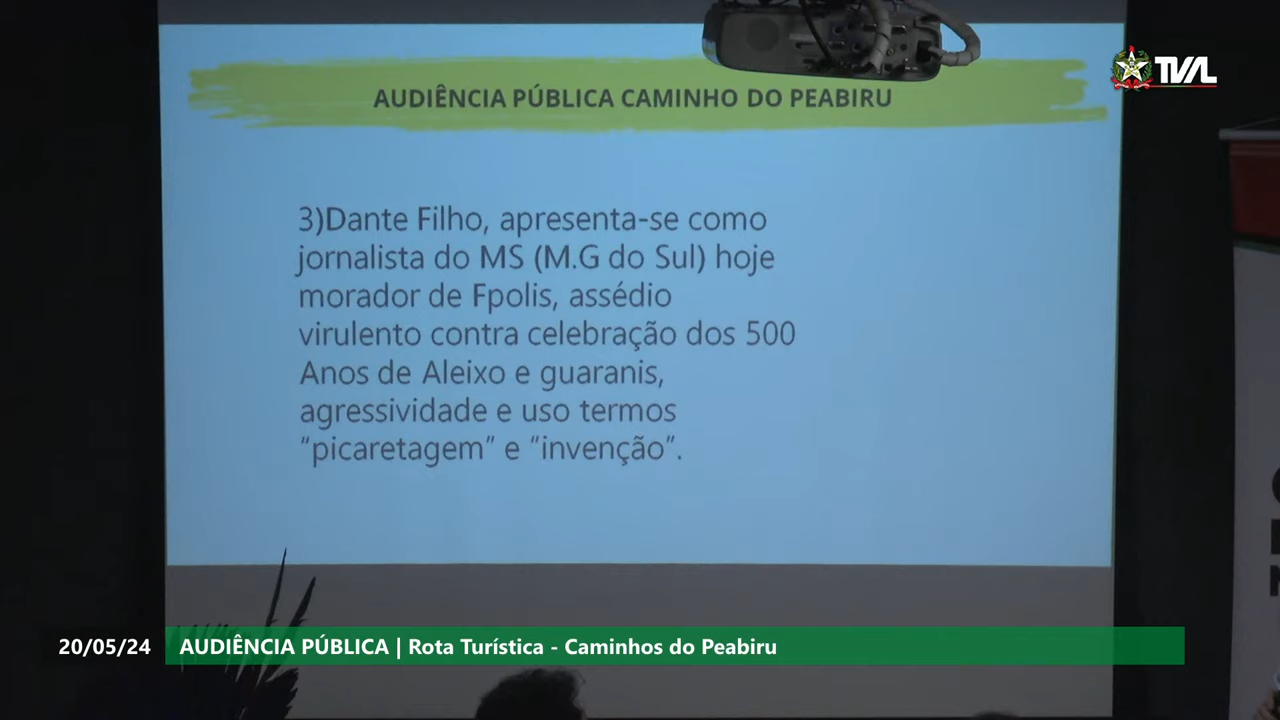 AUDIÊNCIA PÚBLICA CAMINHO DO PEABIRU
TVAL
3)Dante Filho, apresenta-se como
jornalista do MS (M.G do Sul) hoje
morador de Fpolis, assédio
virulento contra celebração dos 500
Anos de Aleixo e guaranis,
agressividade e uso termos
“picaretagem” e “invenção”.
20/05/24 AUDIÊNCIA PÚBLICA | Rota Turística - Caminhos do Peabiru